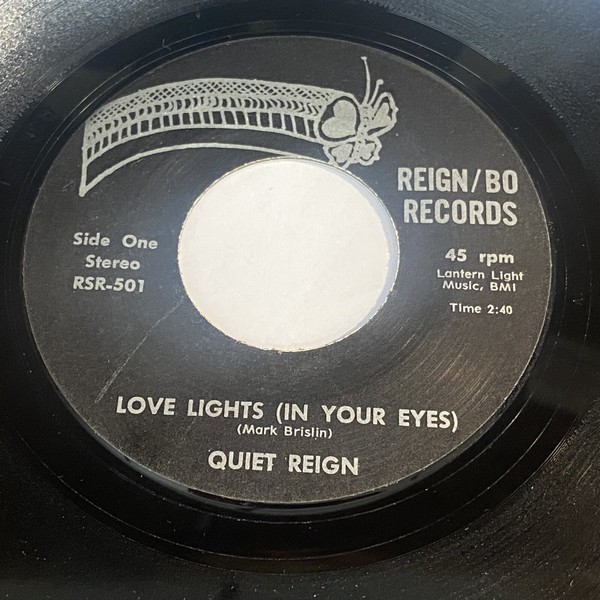 REIGN/BO
RECORDS
Side One
Stereo
RSR-501
45 rpm
Lantern Light
Music, BMI
Time 2:40
LOVE LIGHTS (IN YOUR EYES)
(Mark Brislin)
QUIET REIGN